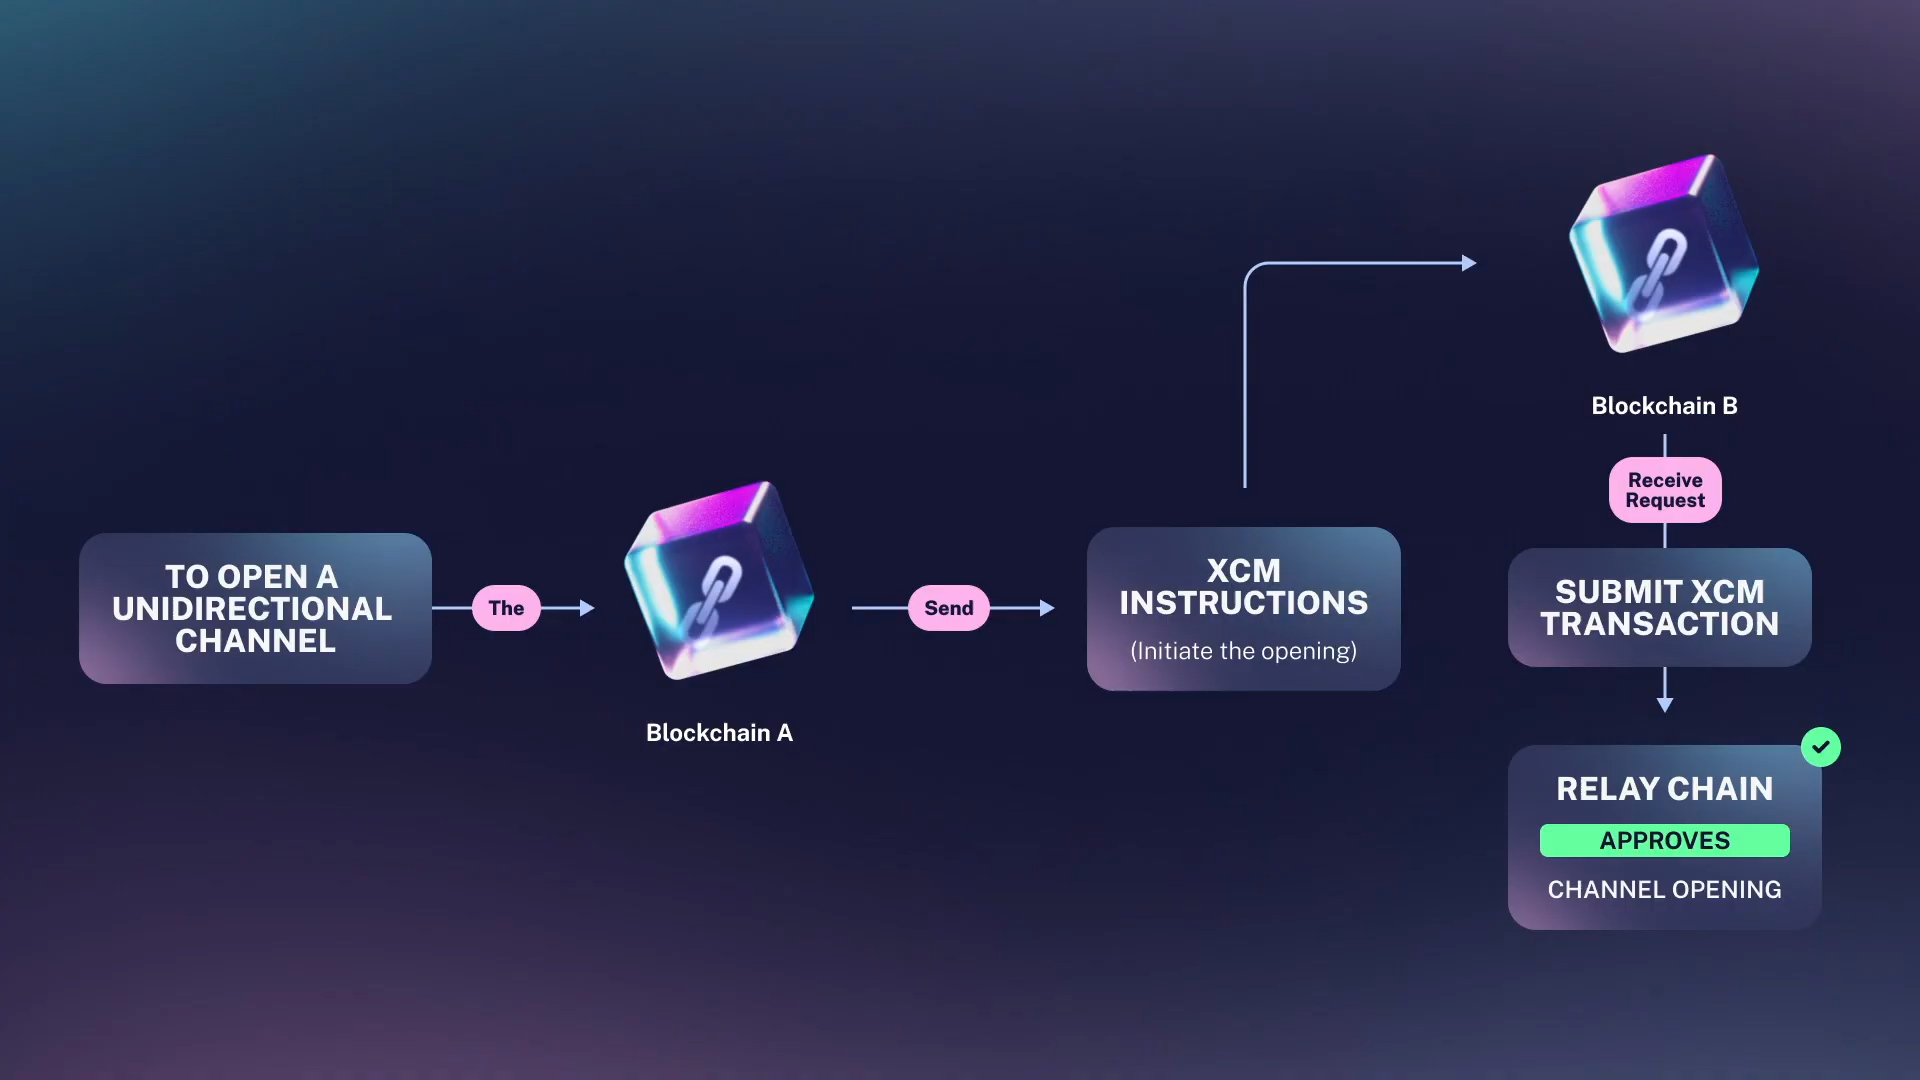 TO OPEN A
UNIDIRECTIONAL
CHANNEL
The
Blockchain A
Send
XCM
INSTRUCTIONS
(Initiate the opening)
Blockchain B
Receive
Request
SUBMIT XCM
TRANSACTION
RELAY CHAIN
APPROVES
CHANNEL OPENING